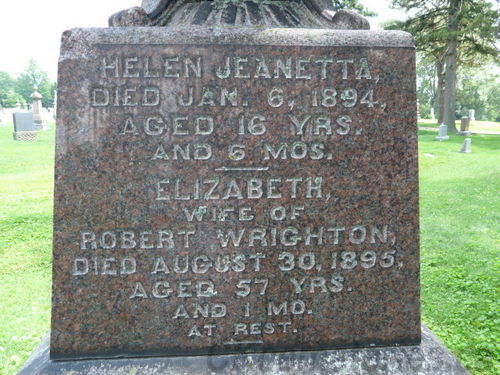 HELEN JEANETTA,
DIED JAN. 6, 1894,
AGED 16 YRS.
AND 6 MOS.
ELIZABETH,
WIFE OF
ROBERT WRIGHTON,
DIED AUGUST 30, 1895,
AGED 57 YRS.
AND 1 MO.
AT REST.